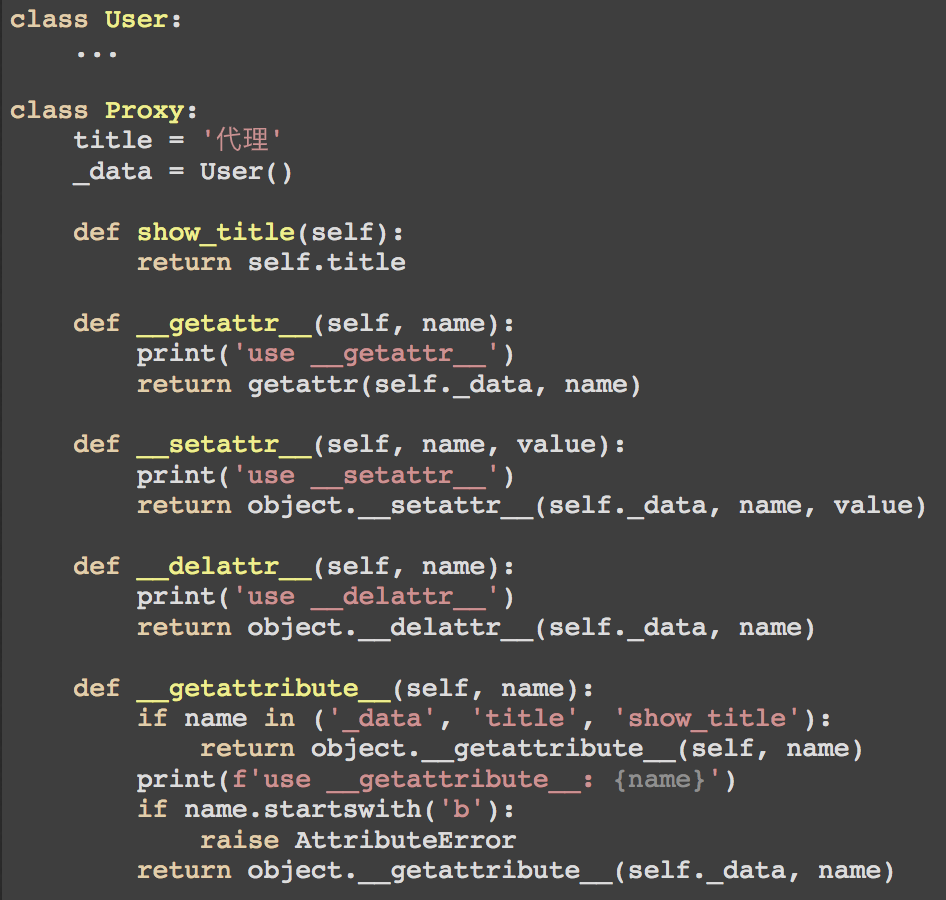 class User:
    ...
class Proxy:
    title = '代理'
    _data = User()
    def show_title(self):
        return self.title
    def __getattr__(self, name):
        print('use __getattr__')
        return getattr(self._data, name)
    def __setattr__(self, name, value):
        print('use __setattr__')
        return object.__setattr__(self._data, name, value)
    def __delattr__(self, name):
        print('use __delattr__')
        return object.__delattr__(self._data, name)
    def __getattribute__(self, name):
        if name in ('_data', 'title', 'show_title'):
            return object.__getattribute__(self, name)
        print(f'use __getattribute__: {name}')
        if name.startswith('b'):
            raise AttributeError
        return object.__getattribute__(self._data, name)